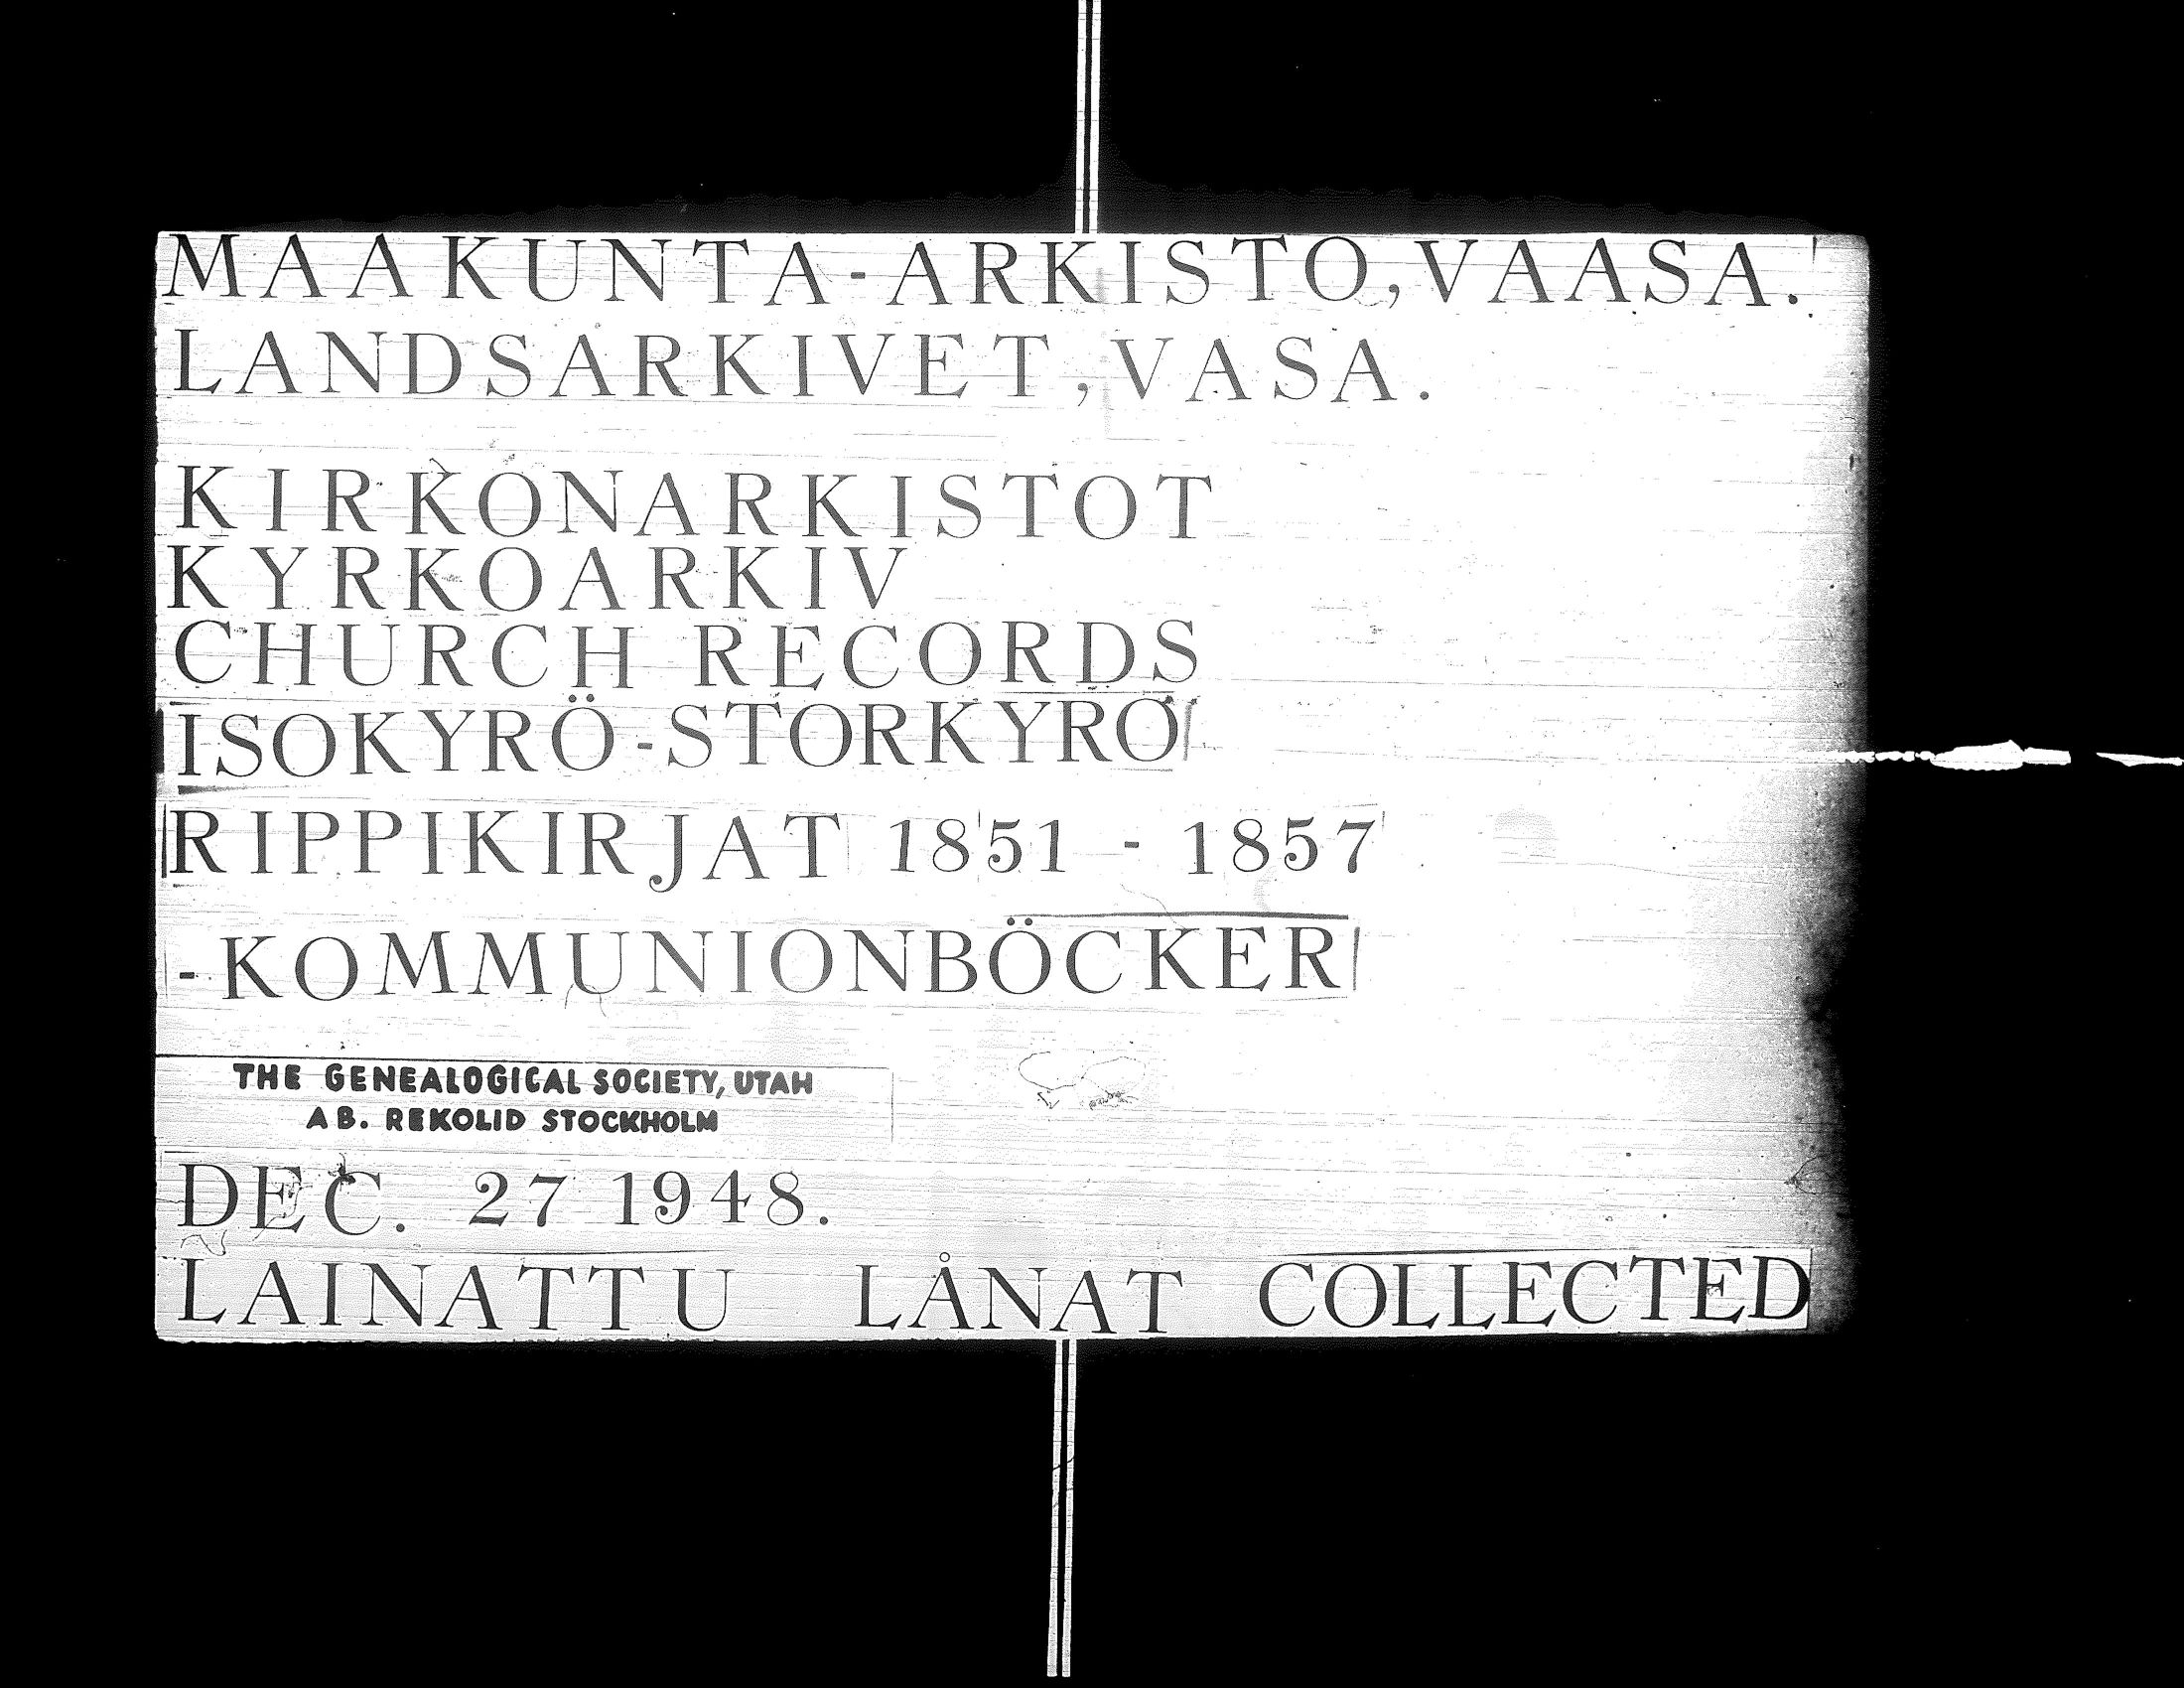 MAAKUNTA-ARKISTO, VAASA.
LANDSARKIVET, VASA.
KIRKONARKISTOT
KYRKOARKIV
CHURCH RECORDS
ISOKYRÖ-STORKYRÖ
RIPPIKIRJAT 1851 - 1857
-KOMMUNIONBÖCKER
THE GENEALOGICAL SOCIETY, UTAH
AB. REKOLID STOCKHOLM
DEC. 27 1948.
LAINATTU LÅNAT COLLECTED